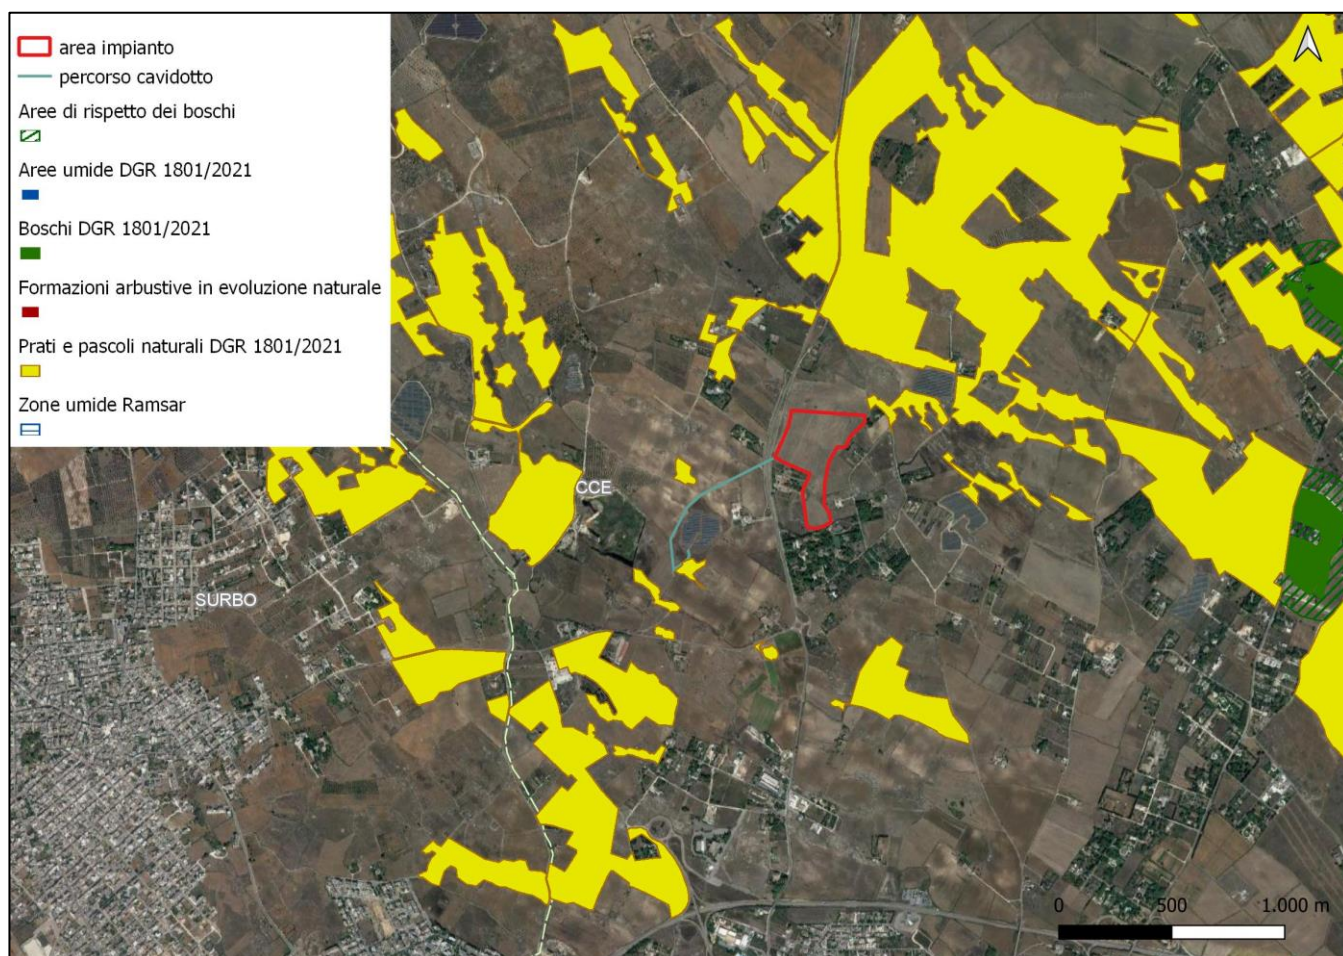 area impianto
percorso cavidotto
Aree di rispetto dei boschi
Aree umide DGR 1801/2021
Boschi DGR 1801/2021
Formazioni arbustive in evoluzione naturale
Prati e pascoli naturali DGR 1801/2021
Zone umide Ramsar
CCE
SURBO
0 500 1.000 m